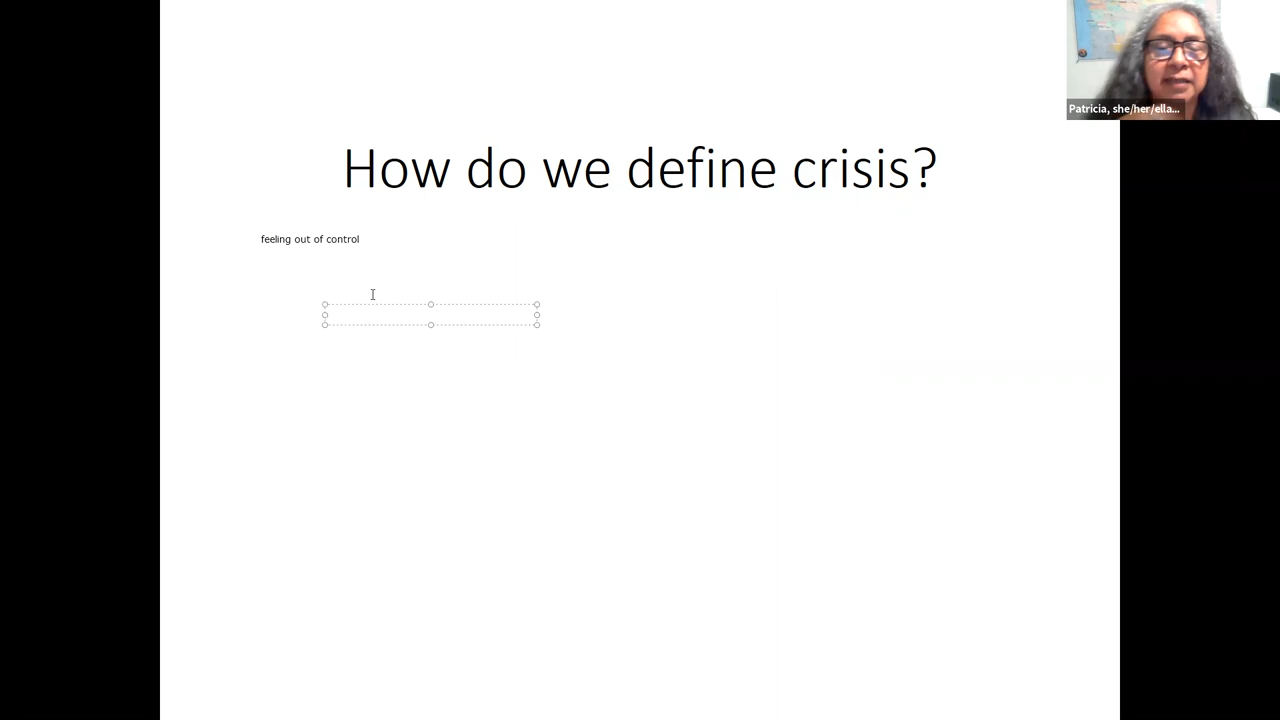 Patricia, she/her/ella...
How do we define crisis?
feeling out of control